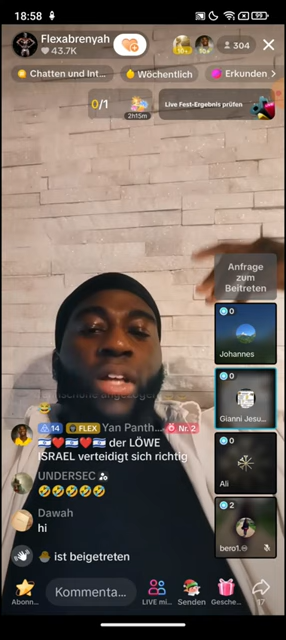 18:58
99
Flexabrenyah
43.7K
304
Chatten und Int...
Wöchentlich
Erkunden
0/1
2h15m
Live Fest-Ergebnis prüfen
Anfrage
zum
Beitreten
0
Johannes
0
Gianni Jesu...
0
Ali
2
bero1.
14 FLEX Yan Panth... Nr. 2
🇮🇱❤️🇮🇱❤️🇮🇱 der LÖWE
ISRAEL verteidigt sich richtig
UNDERSEC
🤣🤣🤣🤣🤣
Dawah
hi
ist beigetreten
Kommenta...
Abonn...
LIVE mi...
Senden
Gesche...